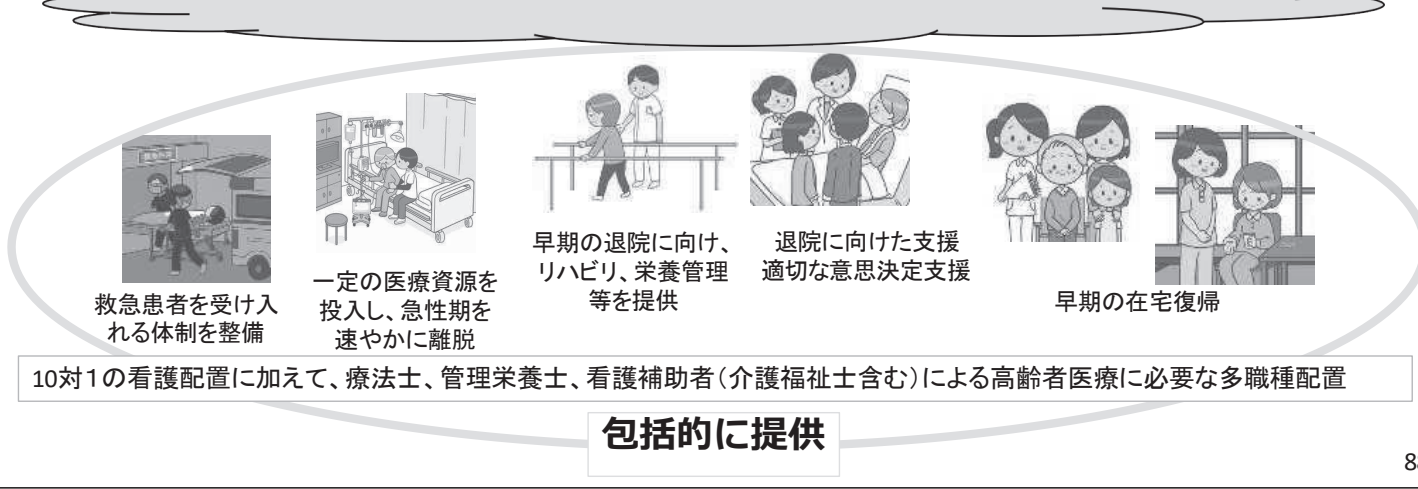 救急患者を受け入
れる体制を整備
一定の医療資源を
投入し、急性期を
速やかに離脱
早期の退院に向け、
リハビリ、栄養管理
等を提供
退院に向けた支援
適切な意思決定支援
早期の在宅復帰
10対1の看護配置に加えて、療法士、管理栄養士、看護補助者(介護福祉士含む)による高齢者医療に必要な多職種配置
包括的に提供